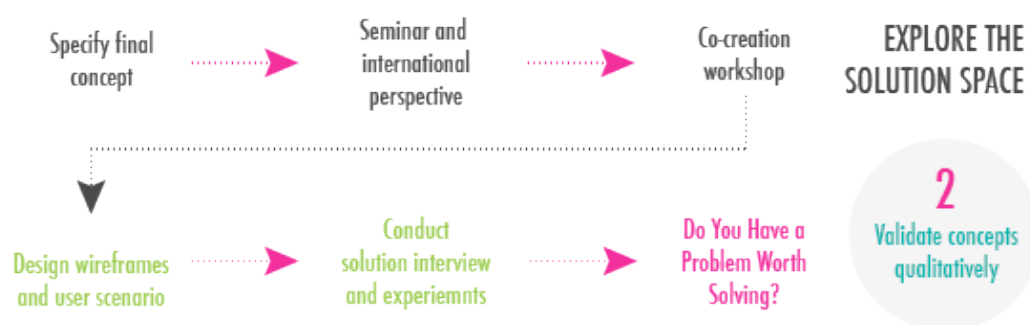 Specify final
concept
Seminar and
international
perspective
Co-creation
workshop
EXPLORE THE
SOLUTION SPACE
Design wireframes
and user scenario
Conduct
solution interview
and experiemnts
Do You Have a
Problem Worth
Solving?
2
Validate concepts
qualitatively